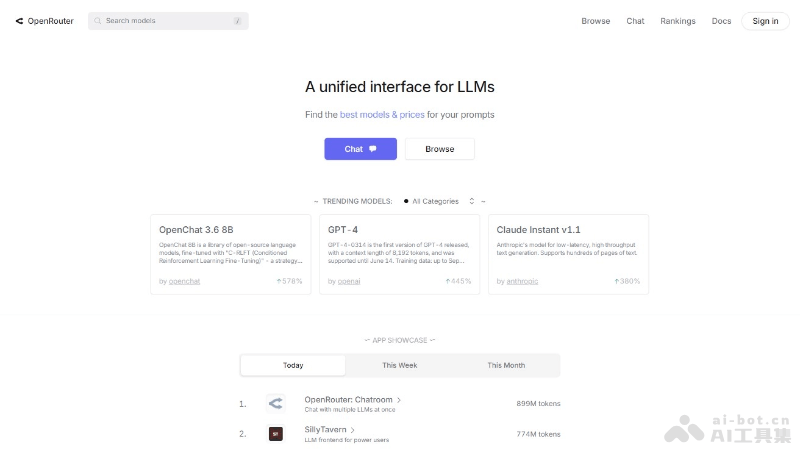 OpenRouter
Search models
/
Browse
Chat
Rankings
Docs
Sign in
A unified interface for LLMs
Find the best models & prices for your prompts
Chat
Browse
TRENDING MODELS:
All Categories
OpenChat 3.6 8B
OpenChat 8B is a library of open-source language
models, fine-tuned with "C-RLFT (Conditioned
Reinforcement Learning Fine-Tuning)" - a strategy...
by openchat
↑578%
GPT-4
GPT-4-0314 is the first version of GPT-4 released,
with a context length of 8,192 tokens, and was
supported until June 14. Training data: up to Sep...
by openai
↑445%
Claude Instant v1.1
Anthropic's model for low-latency, high throughput
text generation. Supports hundreds of pages of text.
by anthropic
↑380%
APP SHOWCASE
Today
This Week
This Month
1.
OpenRouter: Chatroom
Chat with multiple LLMs at once
899M tokens
2.
SillyTavern
LLM frontend for power users
774M tokens
ai-bot.cn
AI工具集